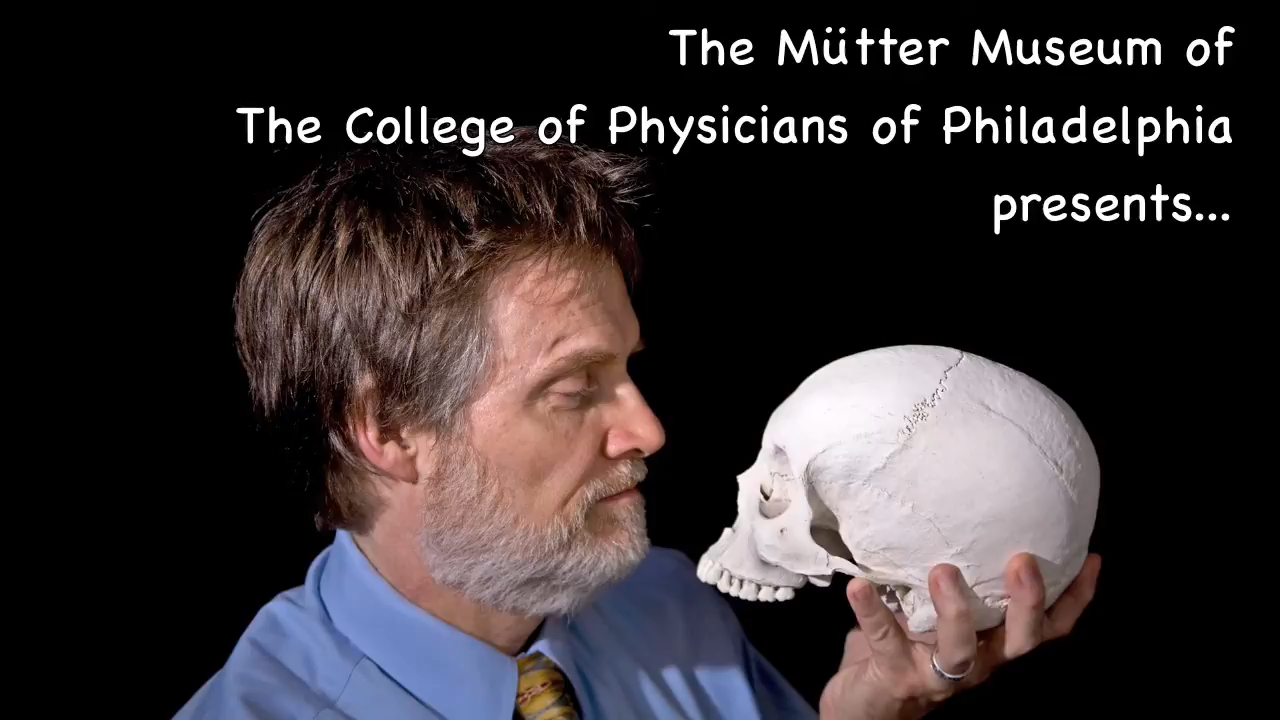 The Mütter Museum of
The College of Physicians of Philadelphia
presents...